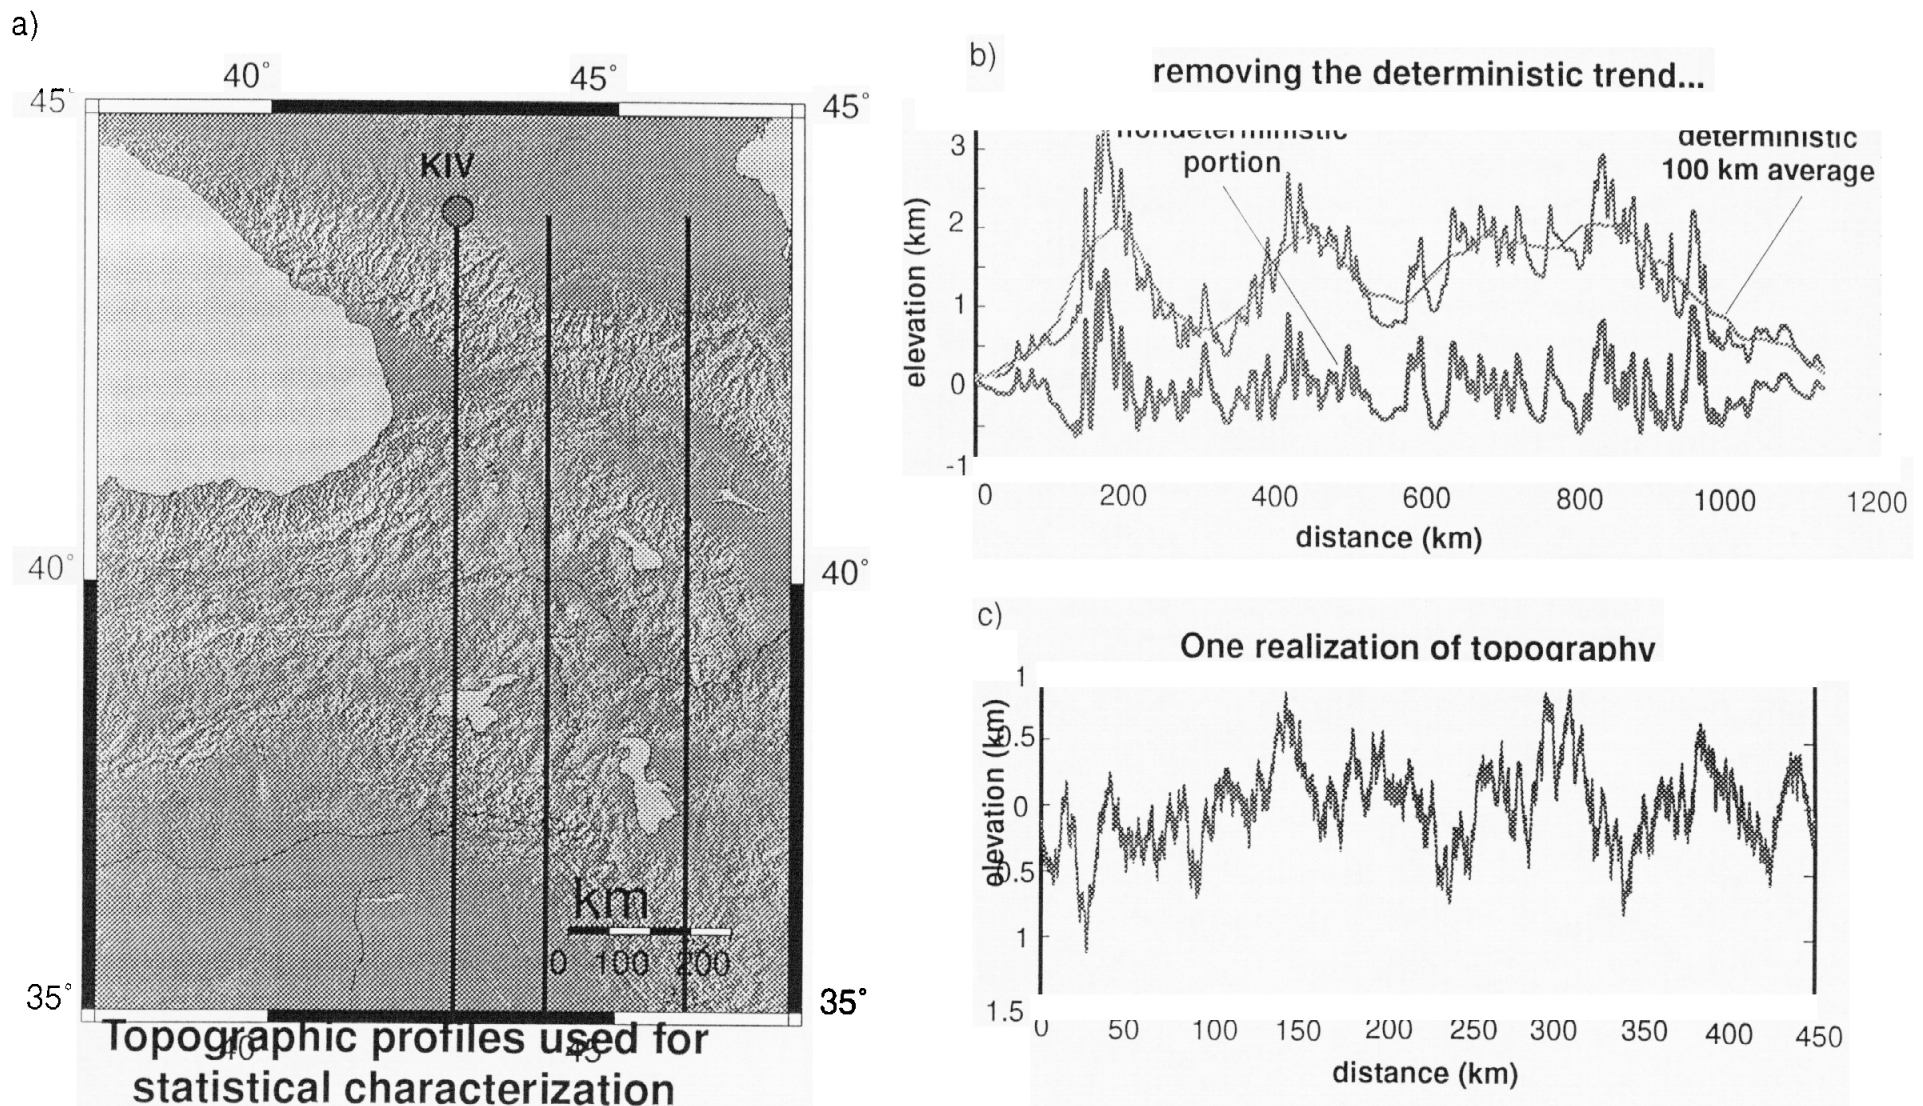 a)
40°
45°
45°
45°
KIV
40°
40°
km
0 100 200
35°
35°
40
45
Topographic profiles used for
statistical characterization
b)
removing the deterministic trend...
nondeterministic
portion
deterministic
100 km average
3
2
1
0
-1
elevation (km)
0 200 400 600 800 1000 1200
distance (km)
c)
One realization of topography
1
0.5
0
0.5
1
1.5
elevation (km)
0 50 100 150 200 250 300 350 400 450
distance (km)